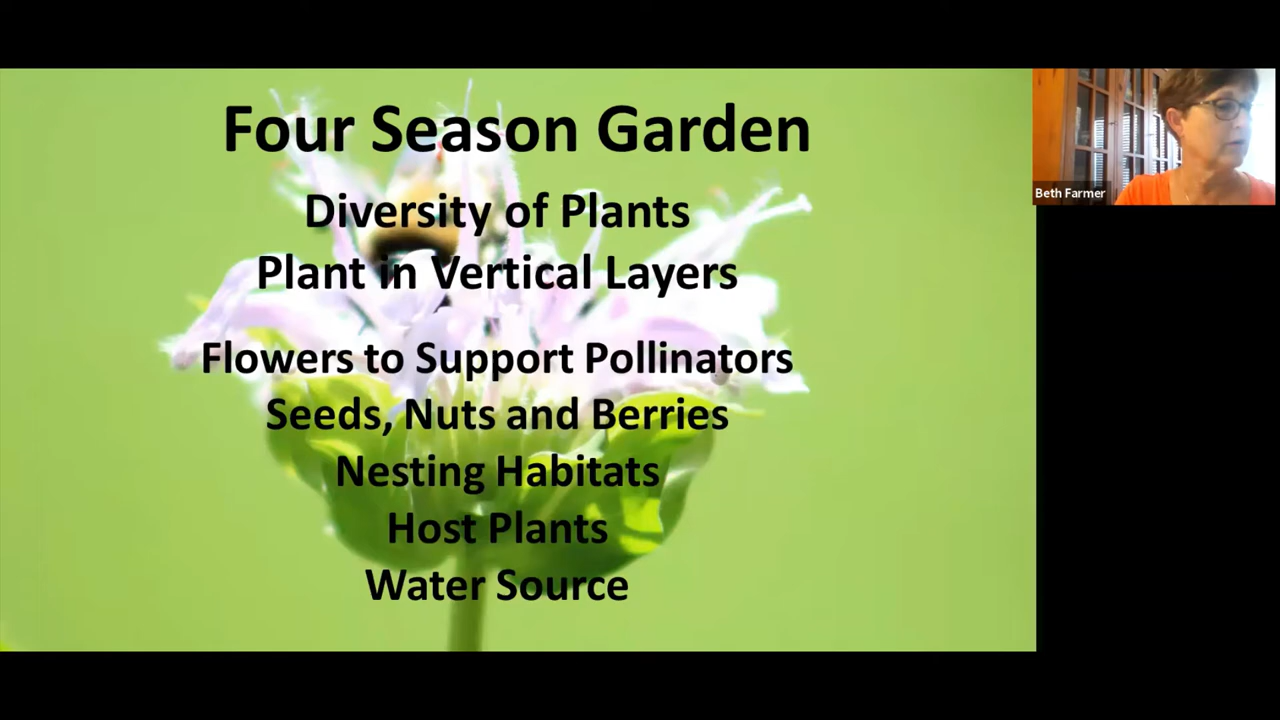 Four Season Garden
Diversity of Plants
Plant in Vertical Layers
Flowers to Support Pollinators
Seeds, Nuts and Berries
Nesting Habitats
Host Plants
Water Source
Beth Farmer